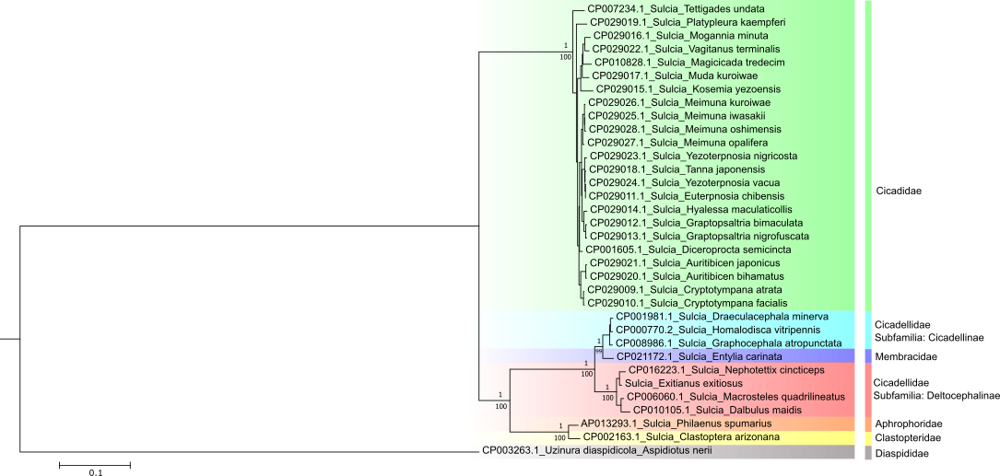 CP007234.1_Sulcia_Tettigades undata
CP029019.1_Sulcia_Platypleura kaempferi
CP029016.1_Sulcia_Mogannia minuta
CP029022.1_Sulcia_Vagitanus terminalis
CP010828.1_Sulcia_Magicicada tredecim
CP029017.1_Sulcia_Muda kuroiwae
CP029015.1_Sulcia_Kosemia yezoensis
CP029026.1_Sulcia_Meimuna kuroiwae
CP029025.1_Sulcia_Meimuna iwasakii
CP029028.1_Sulcia_Meimuna oshimensis
CP029027.1_Sulcia_Meimuna opalifera
CP029023.1_Sulcia_Yezoterpnosia nigricosta
CP029018.1_Sulcia_Tanna japonensis
CP029024.1_Sulcia_Yezoterpnosia vacua
CP029011.1_Sulcia_Euterpnosia chibensis
CP029014.1_Sulcia_Hyalessa maculaticollis
CP029012.1_Sulcia_Graptopsaltria bimaculata
CP029013.1_Sulcia_Graptopsaltria nigrofuscata
CP001605.1_Sulcia_Diceroprocta semicincta
CP029021.1_Sulcia_Auritibicen japonicus
CP029020.1_Sulcia_Auritibicen bihamatus
CP029009.1_Sulcia_Cryptotympana atrata
CP029010.1_Sulcia_Cryptotympana facialis
CP001981.1_Sulcia_Draeculacephala minerva
CP000770.2_Sulcia_Homalodisca vitripennis
CP008986.1_Sulcia_Graphocephala atropunctata
CP021172.1_Sulcia_Entylia carinata
CP016223.1_Sulcia_Nephotettix cincticeps
Sulcia_Exitianus exitiosus
CP006060.1_Sulcia_Macrosteles quadrilineatus
CP010105.1_Sulcia_Dalbulus maidis
AP013293.1_Sulcia_Philaenus spumarius
CP002163.1_Sulcia_Clastoptera arizonana
CP003263.1_Uzinura diaspidicola_Aspidiotus nerii
1
100
1
99
1
100
1
100
1
100
1
100
Cicadidae
Cicadellidae
Subfamilia: Cicadellinae
Membracidae
Cicadellidae
Subfamilia: Deltocephalinae
Aphrophoridae
Clastopteridae
Diaspididae
0.1